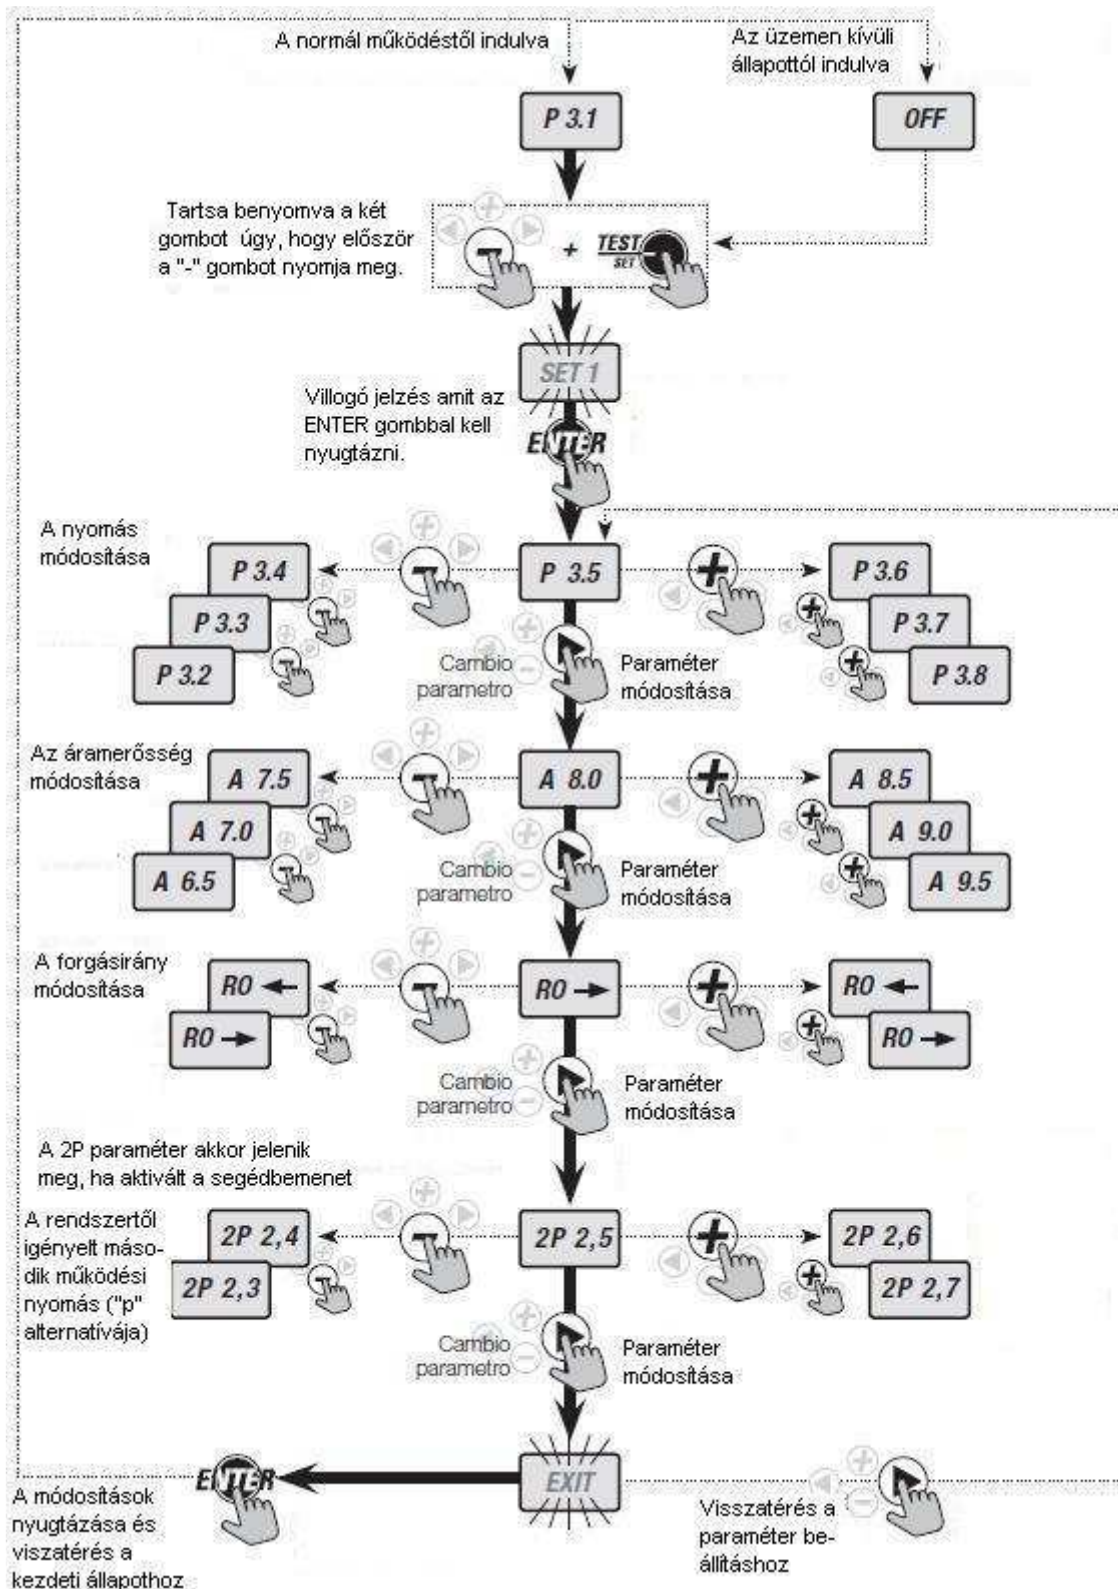 A normál működéstől indulva
Az üzemen kívüli
állapottól indulva
P 3.1
OFF
Tartsa benyomva a két
gombot úgy, hogy először
a "-" gombot nyomja meg.
+
TEST
SET
SET 1
Villogó jelzés amit az
ENTER gombbal kell
nyugtázni.
ENTER
A nyomás
módosítása
P 3.4
P 3.5
P 3.6
P 3.3
P 3.7
P 3.2
P 3.8
Cambio
parametro
Paraméter
módosítása
Az áramerősség
módosítása
A 7.5
A 8.0
A 8.5
A 7.0
A 9.0
A 6.5
A 9.5
Cambio
parametro
Paraméter
módosítása
A forgásirány
módosítása
RO ←
RO →
RO ←
RO →
RO →
Cambio
parametro
Paraméter
módosítása
A 2P paraméter akkor jelenik
meg, ha aktivált a segédbemenet
A rendszertől
igényelt máso-
dik működési
nyomás ("p"
alternatívája)
2P 2,4
2P 2,5
2P 2,6
2P 2,3
2P 2,7
Cambio
parametro
Paraméter
módosítása
ENTER
EXIT
A módosítások
nyugtázása és
viszatérés a
kezdeti állapothoz
Visszatérés a
paraméter be-
állításhoz